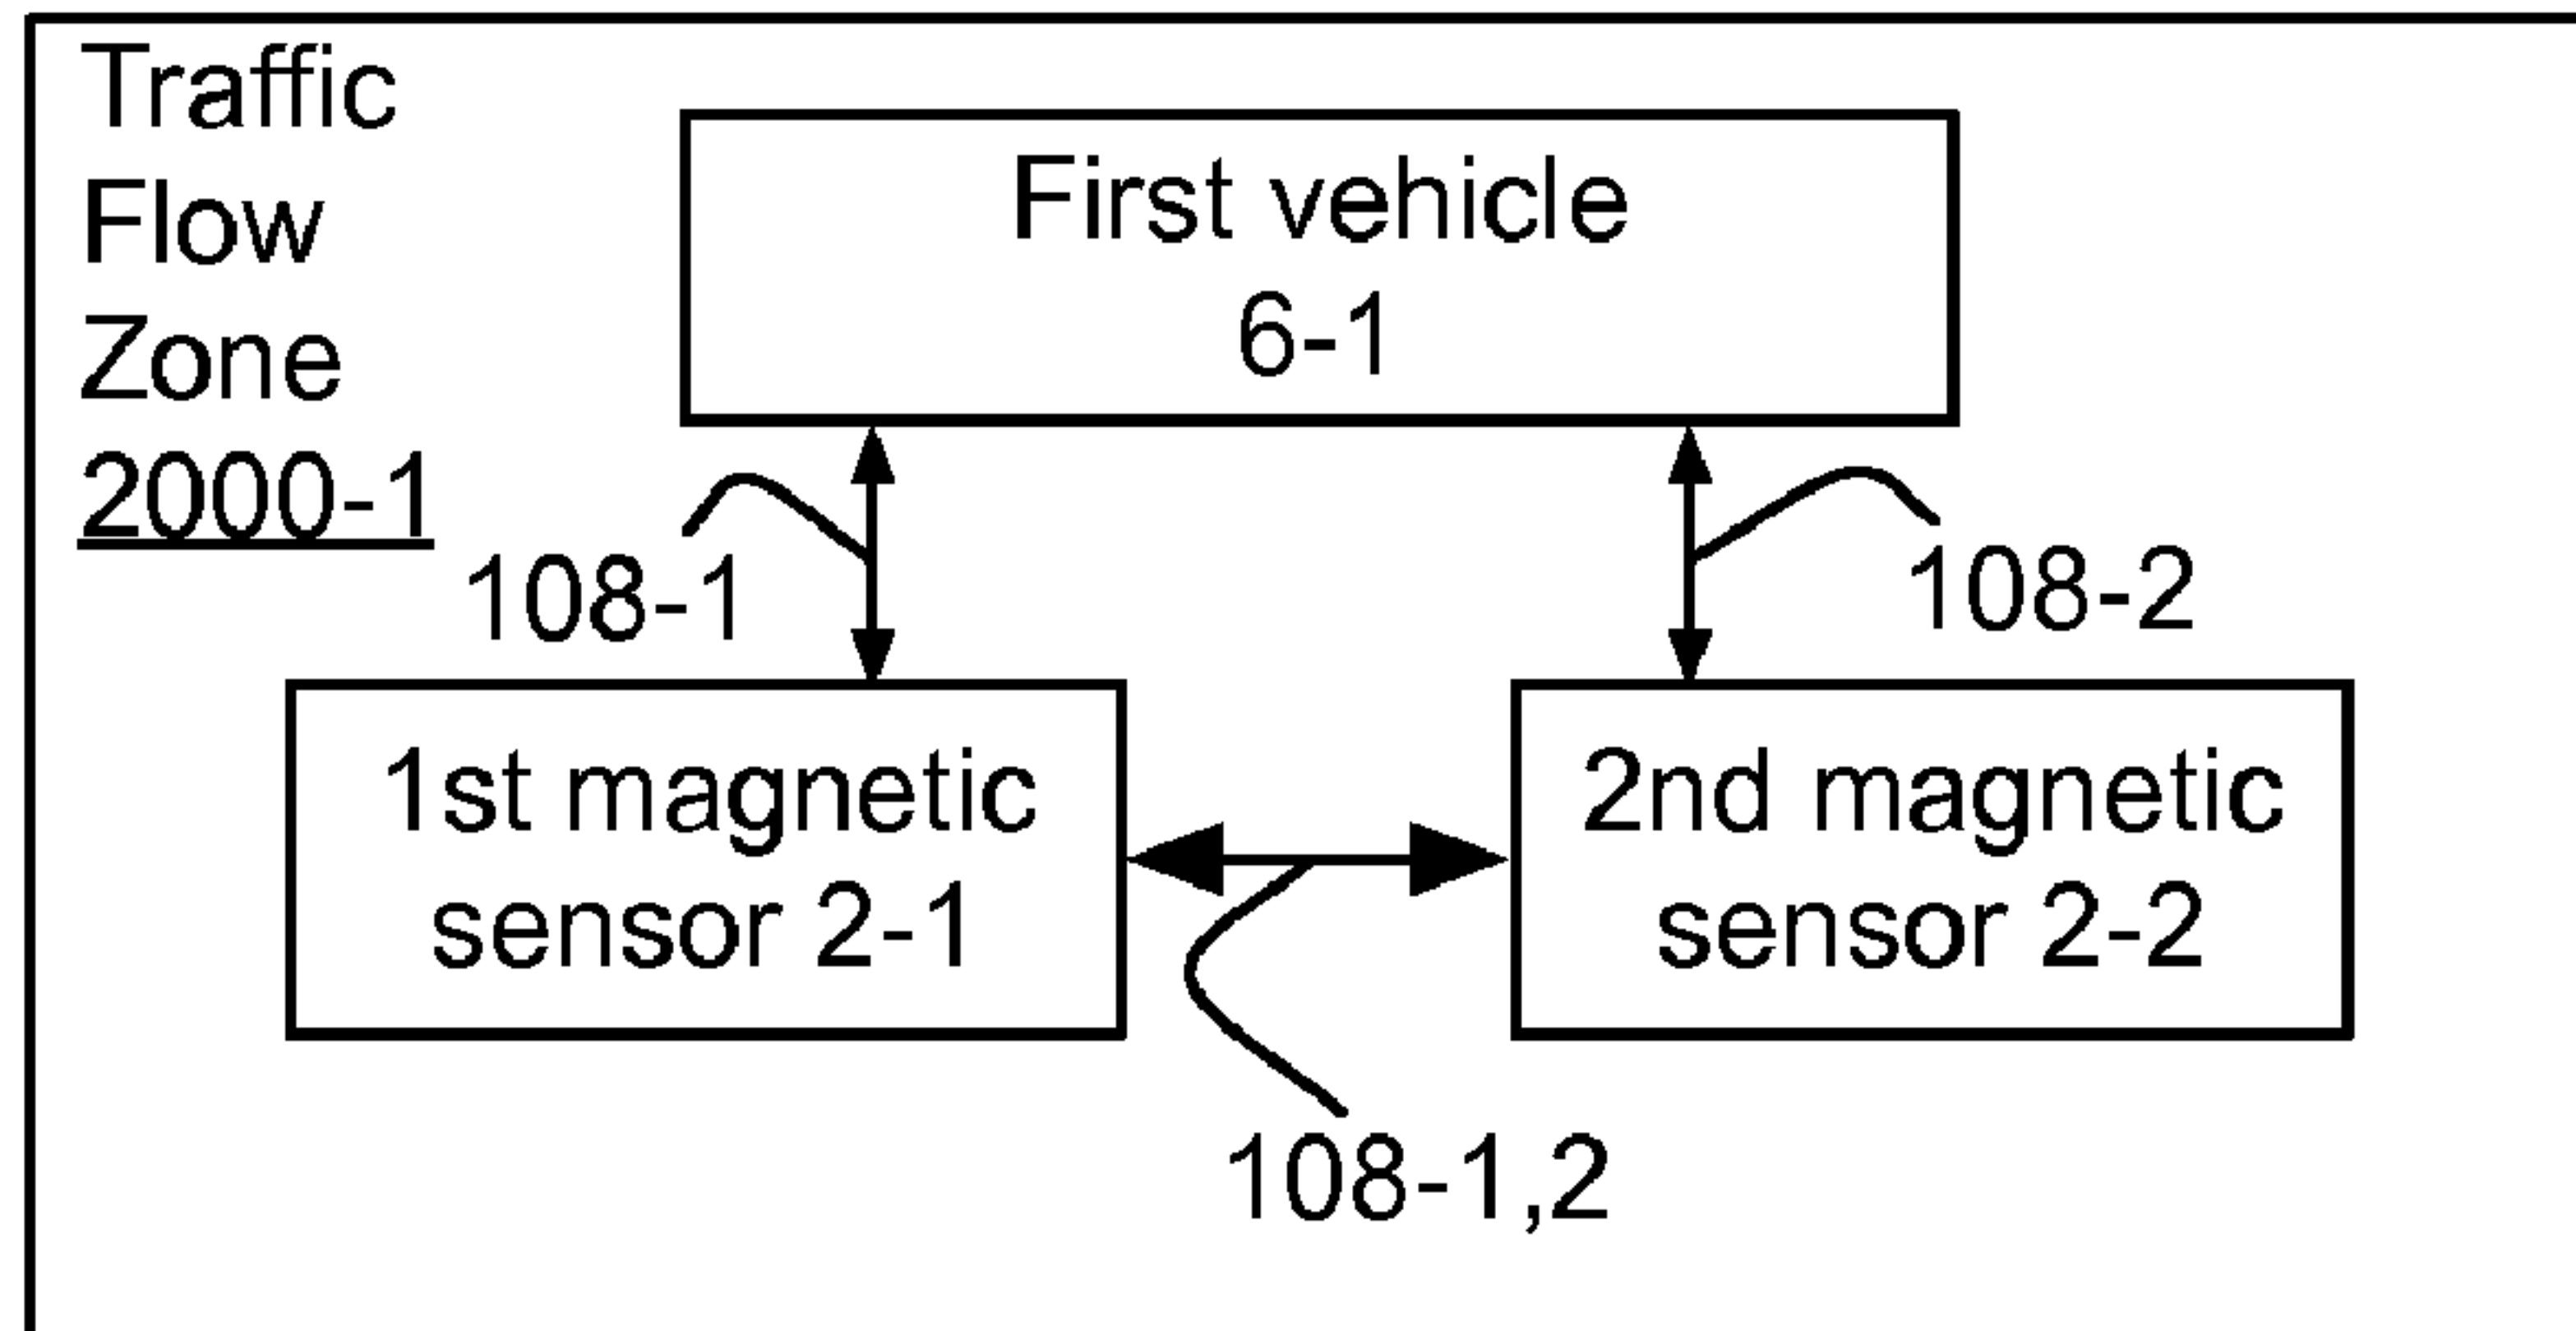 Traffic
Flow
Zone
2000-1
First vehicle
6-1
108-1
108-2
1st magnetic
sensor 2-1
2nd magnetic
sensor 2-2
108-1,2